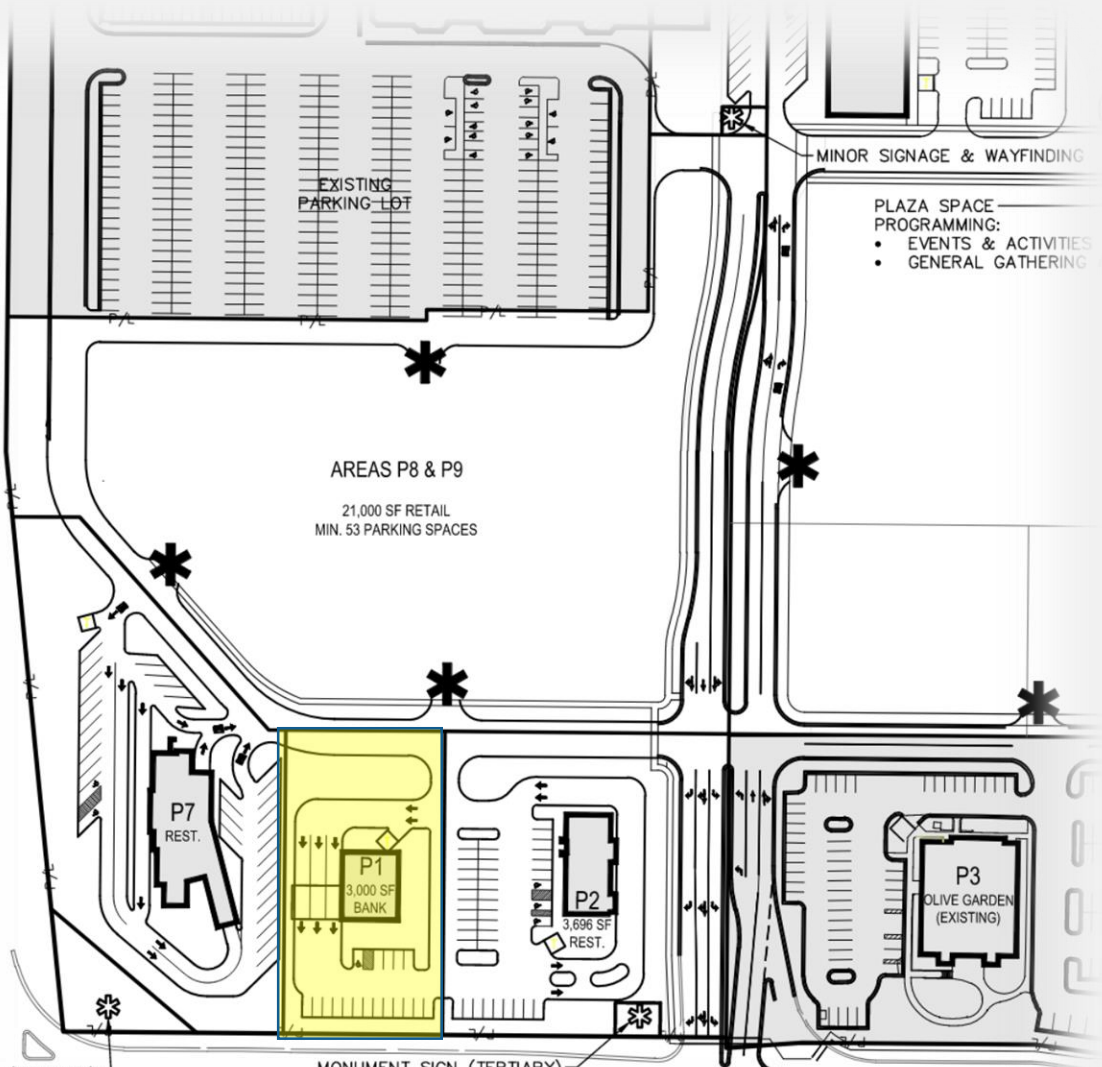 MINOR SIGNAGE & WAYFINDING
EXISTING
PARKING LOT
PLAZA SPACE
PROGRAMMING:
• EVENTS & ACTIVITIES
• GENERAL GATHERING
P/L
P/L
P/L
P/L
P/L
AREAS P8 & P9
21,000 SF RETAIL
MIN. 53 PARKING SPACES
P/L
P/L
P7
REST.
P1
3,000 SF
BANK
P2
3,696 SF
REST.
P3
OLIVE GARDEN
(EXISTING)
P/L
P/L
P/L
P/L
P/L
P/L
MONUMENT SIGN (TERTIARY)